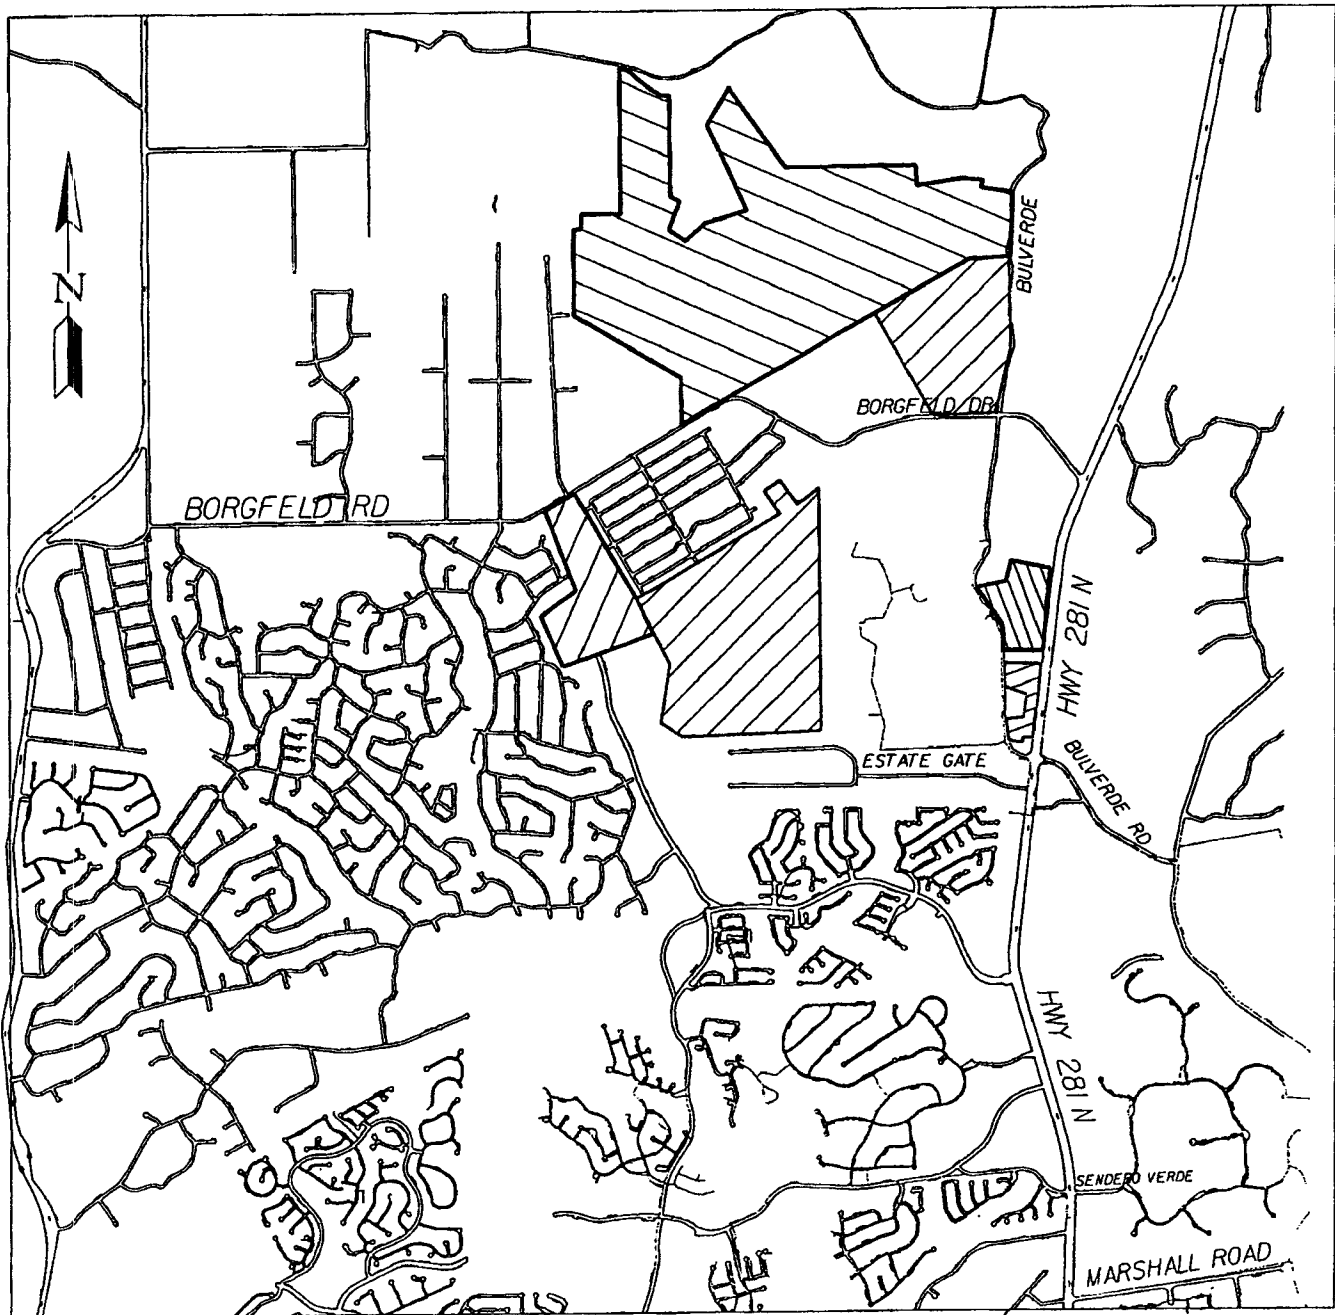 BULVERDE
N
BORGFELD DR
BORGFELD RD
HWY 281 N
ESTATE GATE
BULVERDE RD
HWY 281 N
SENDERO VERDE
MARSHALL ROAD